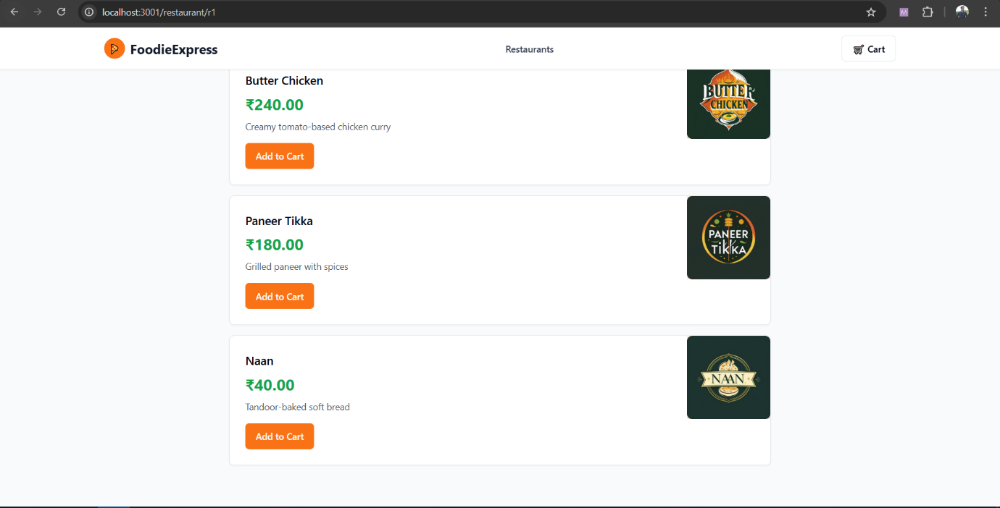 localhost:3001/restaurant/r1
M
FoodieExpress
Restaurants
Cart
Butter Chicken
₹240.00
Creamy tomato-based chicken curry
Add to Cart
BUTTER
CHICKEN
Paneer Tikka
₹180.00
Grilled paneer with spices
Add to Cart
PANEER
TikkA
Naan
₹40.00
Tandoor-baked soft bread
Add to Cart
NAAN